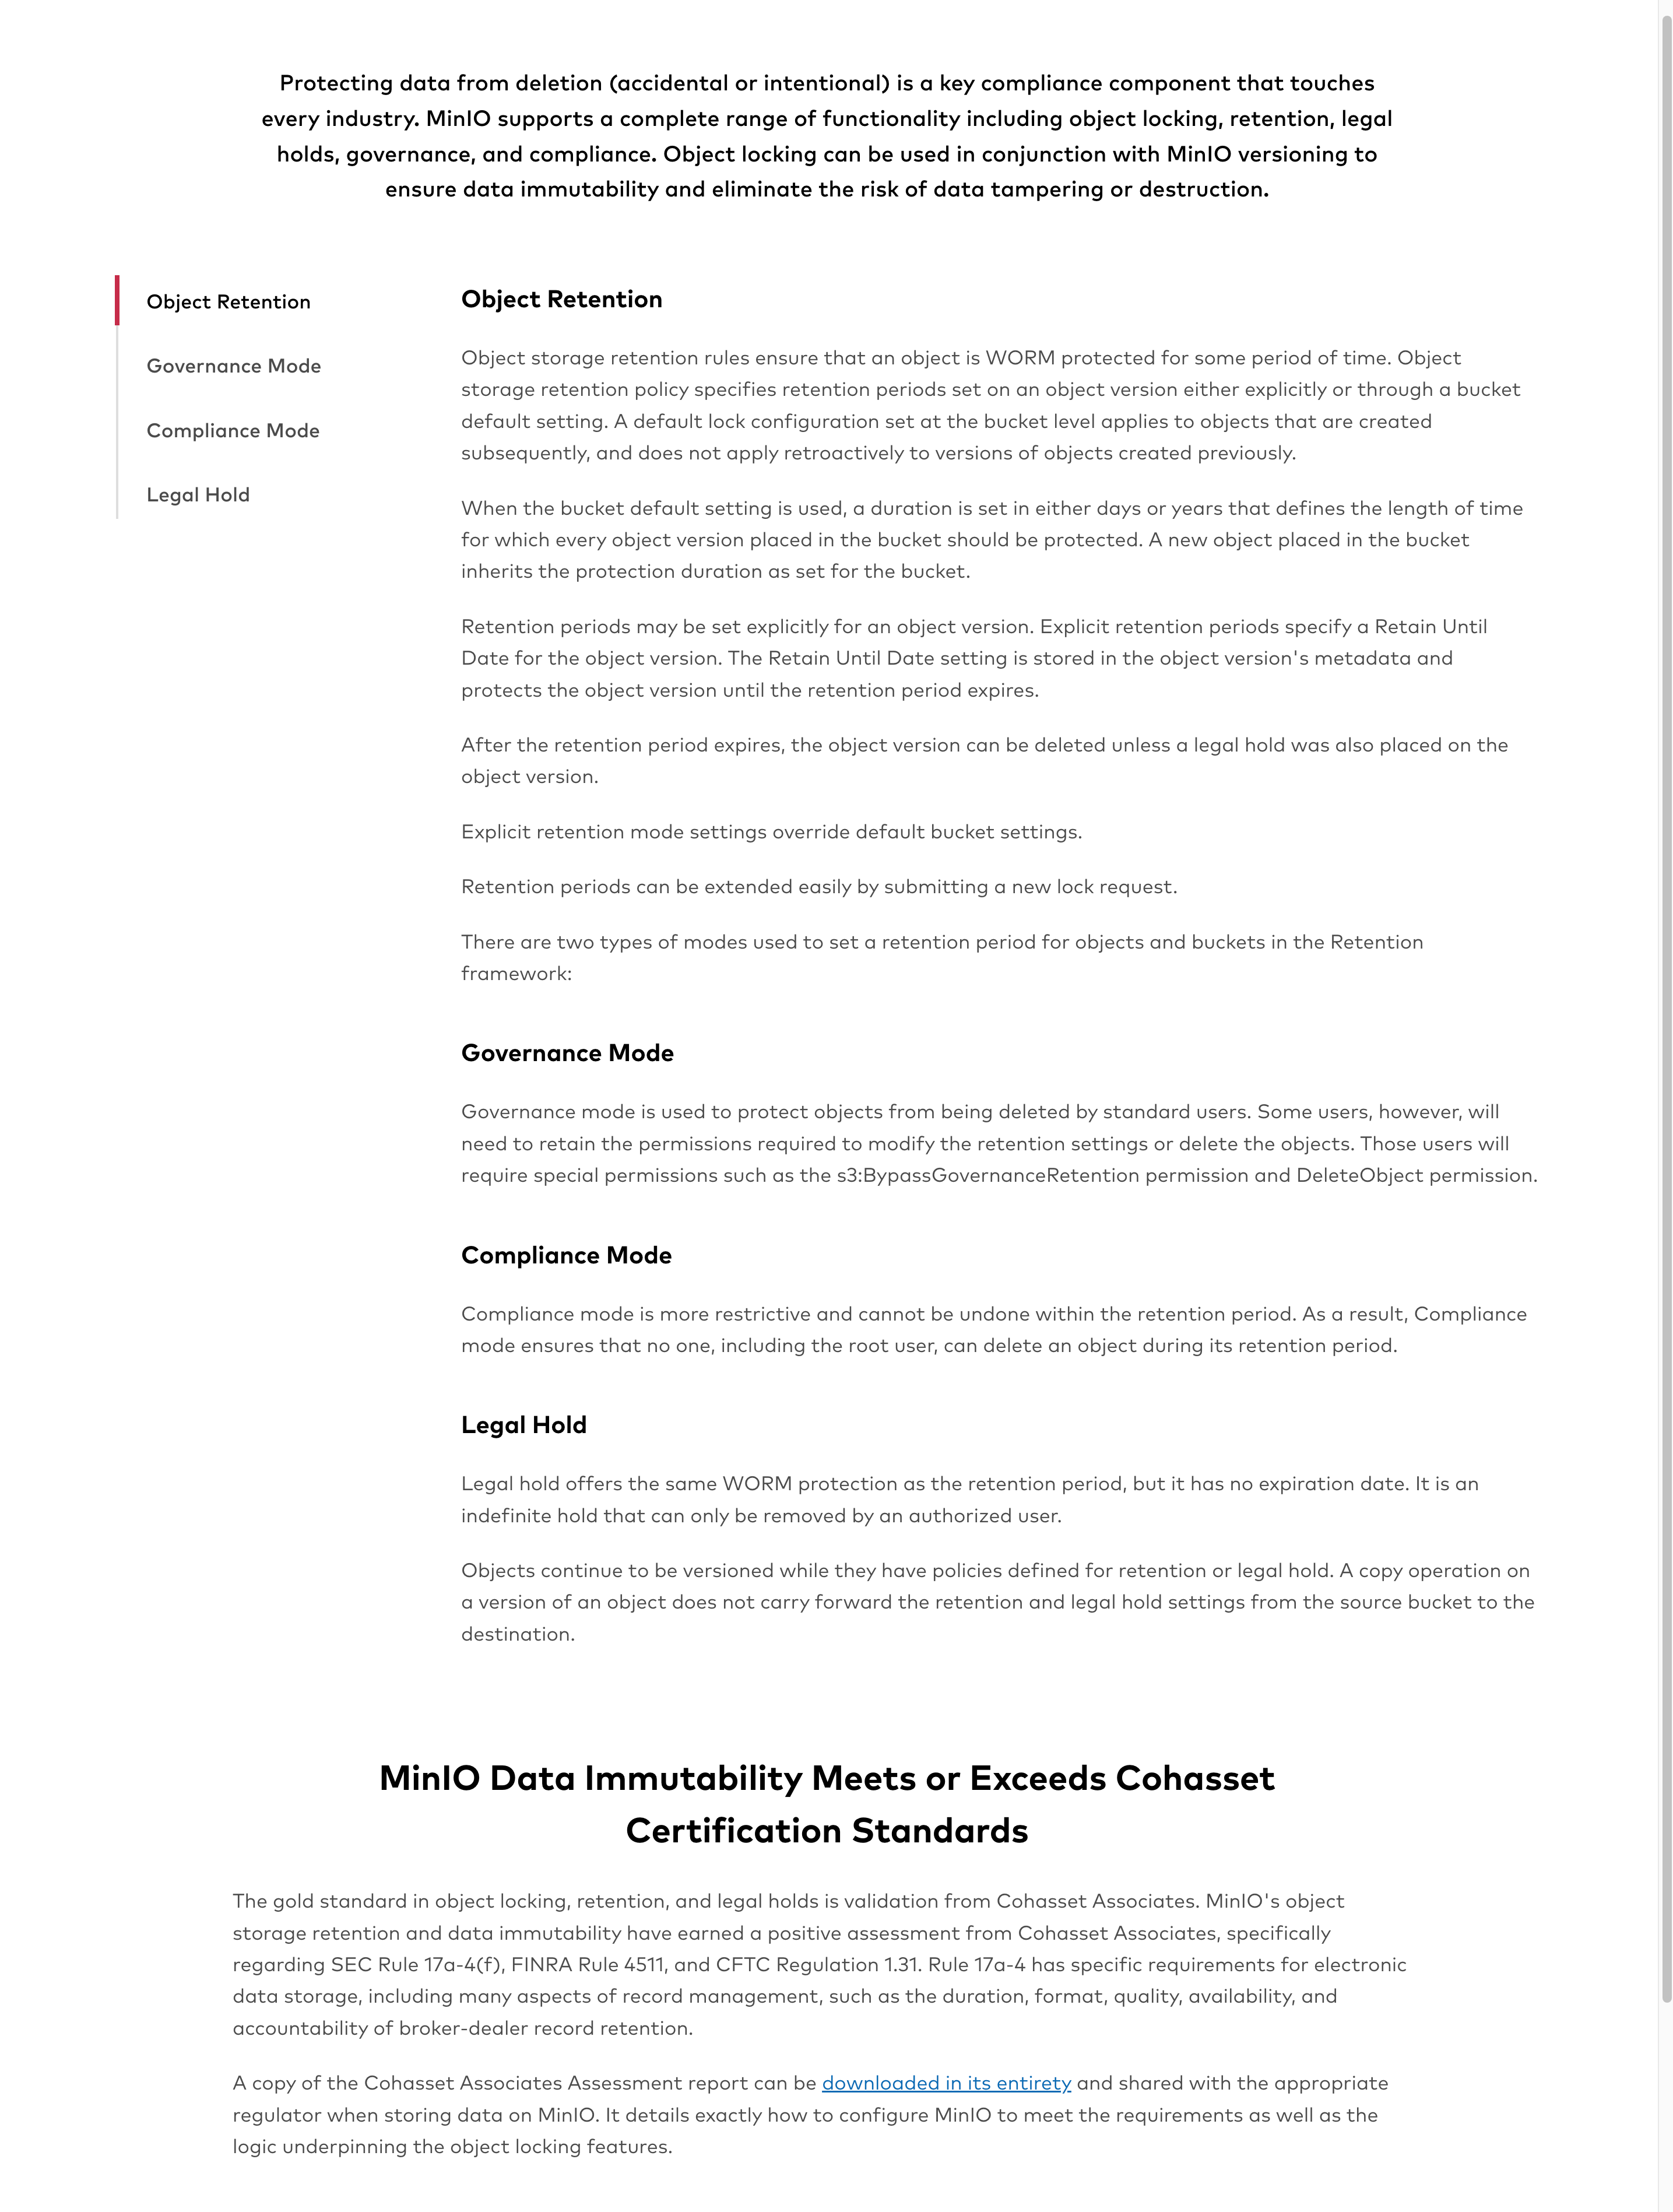 Protecting data from deletion (accidental or intentional) is a key compliance component that touches
every industry. MinIO supports a complete range of functionality including object locking, retention, legal
holds, governance, and compliance. Object locking can be used in conjunction with MinIO versioning to
ensure data immutability and eliminate the risk of data tampering or destruction.
Object Retention
Governance Mode
Compliance Mode
Legal Hold
Object Retention
Object storage retention rules ensure that an object is WORM protected for some period of time. Object
storage retention policy specifies retention periods set on an object version either explicitly or through a bucket
default setting. A default lock configuration set at the bucket level applies to objects that are created
subsequently, and does not apply retroactively to versions of objects created previously.
When the bucket default setting is used, a duration is set in either days or years that defines the length of time
for which every object version placed in the bucket should be protected. A new object placed in the bucket
inherits the protection duration as set for the bucket.
Retention periods may be set explicitly for an object version. Explicit retention periods specify a Retain Until
Date for the object version. The Retain Until Date setting is stored in the object version's metadata and
protects the object version until the retention period expires.
After the retention period expires, the object version can be deleted unless a legal hold was also placed on the
object version.
Explicit retention mode settings override default bucket settings.
Retention periods can be extended easily by submitting a new lock request.
There are two types of modes used to set a retention period for objects and buckets in the Retention
framework:
Governance Mode
Governance mode is used to protect objects from being deleted by standard users. Some users, however, will
need to retain the permissions required to modify the retention settings or delete the objects. Those users will
require special permissions such as the s3:BypassGovernanceRetention permission and DeleteObject permission.
Compliance Mode
Compliance mode is more restrictive and cannot be undone within the retention period. As a result, Compliance
mode ensures that no one, including the root user, can delete an object during its retention period.
Legal Hold
Legal hold offers the same WORM protection as the retention period, but it has no expiration date. It is an
indefinite hold that can only be removed by an authorized user.
Objects continue to be versioned while they have policies defined for retention or legal hold. A copy operation on
a version of an object does not carry forward the retention and legal hold settings from the source bucket to the
destination.
MinIO Data Immutability Meets or Exceeds Cohasset
Certification Standards
The gold standard in object locking, retention, and legal holds is validation from Cohasset Associates. MinIO's object
storage retention and data immutability have earned a positive assessment from Cohasset Associates, specifically
regarding SEC Rule 17a-4(f), FINRA Rule 4511, and CFTC Regulation 1.31. Rule 17a-4 has specific requirements for electronic
data storage, including many aspects of record management, such as the duration, format, quality, availability, and
accountability of broker-dealer record retention.
A copy of the Cohasset Associates Assessment report can be downloaded in its entirety and shared with the appropriate
regulator when storing data on MinIO. It details exactly how to configure MinIO to meet the requirements as well as the
logic underpinning the object locking features.